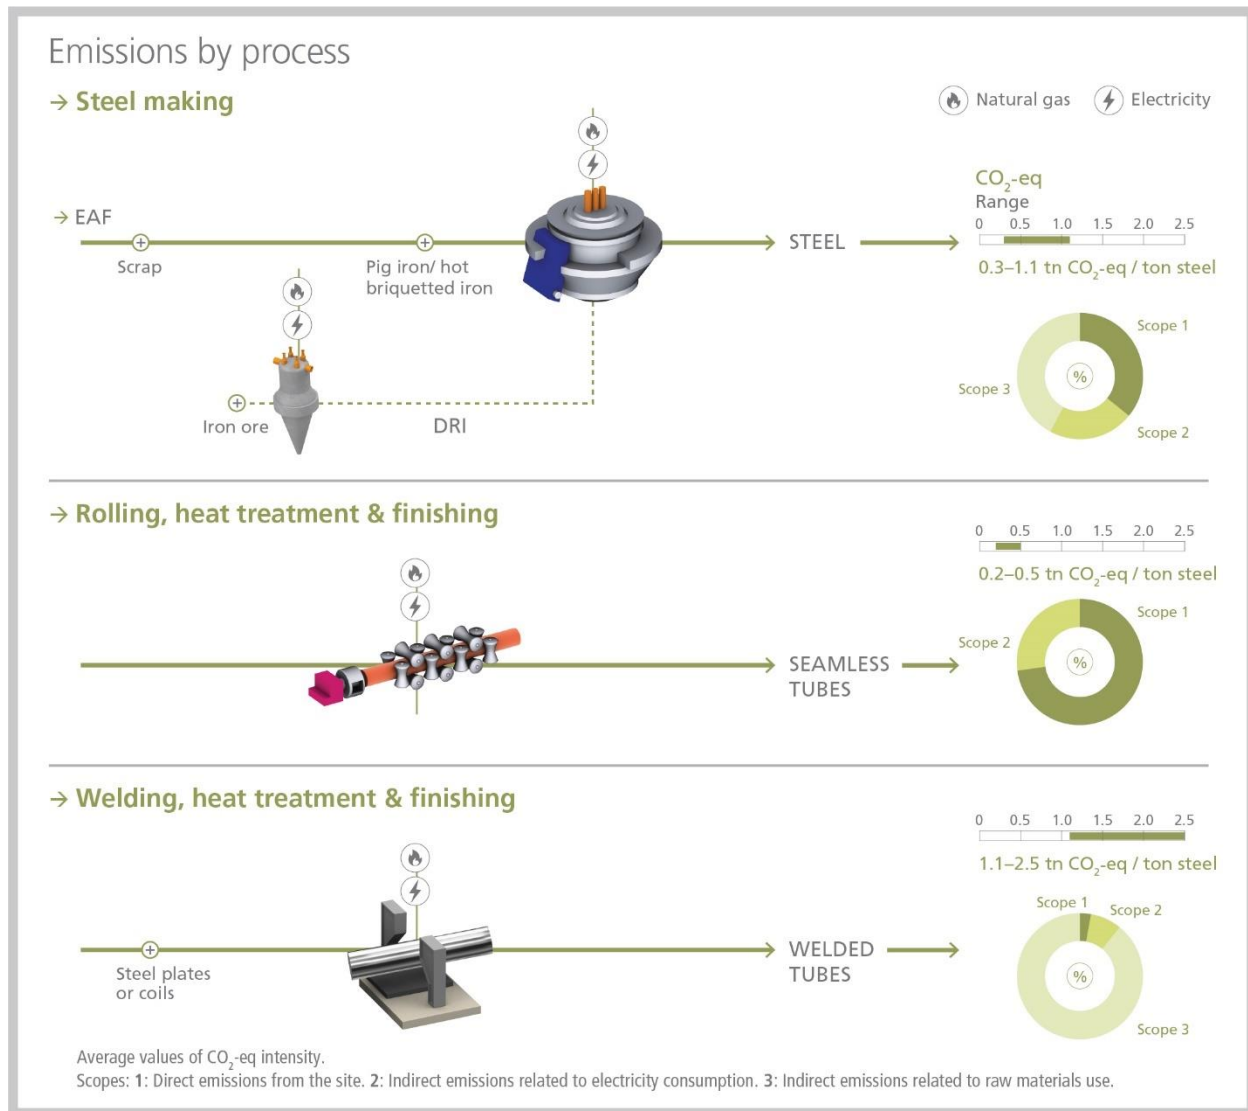 Emissions by process
→ Steel making
Natural gas
Electricity
→ EAF
Scrap
Pig iron/ hot
briquetted iron
STEEL
CO₂-eq
Range
0 0.5 1.0 1.5 2.0 2.5
0.3–1.1 tn CO₂-eq / ton steel
Scope 1
Scope 3
%
Scope 2
Iron ore
DRI
→ Rolling, heat treatment & finishing
0 0.5 1.0 1.5 2.0 2.5
0.2–0.5 tn CO₂-eq / ton steel
Scope 1
Scope 2
%
SEAMLESS
TUBES
→ Welding, heat treatment & finishing
0 0.5 1.0 1.5 2.0 2.5
1.1–2.5 tn CO₂-eq / ton steel
Scope 1
Scope 2
%
Scope 3
Steel plates
or coils
WELDED
TUBES
Average values of CO₂-eq intensity.
Scopes: 1: Direct emissions from the site. 2: Indirect emissions related to electricity consumption. 3: Indirect emissions related to raw materials use.